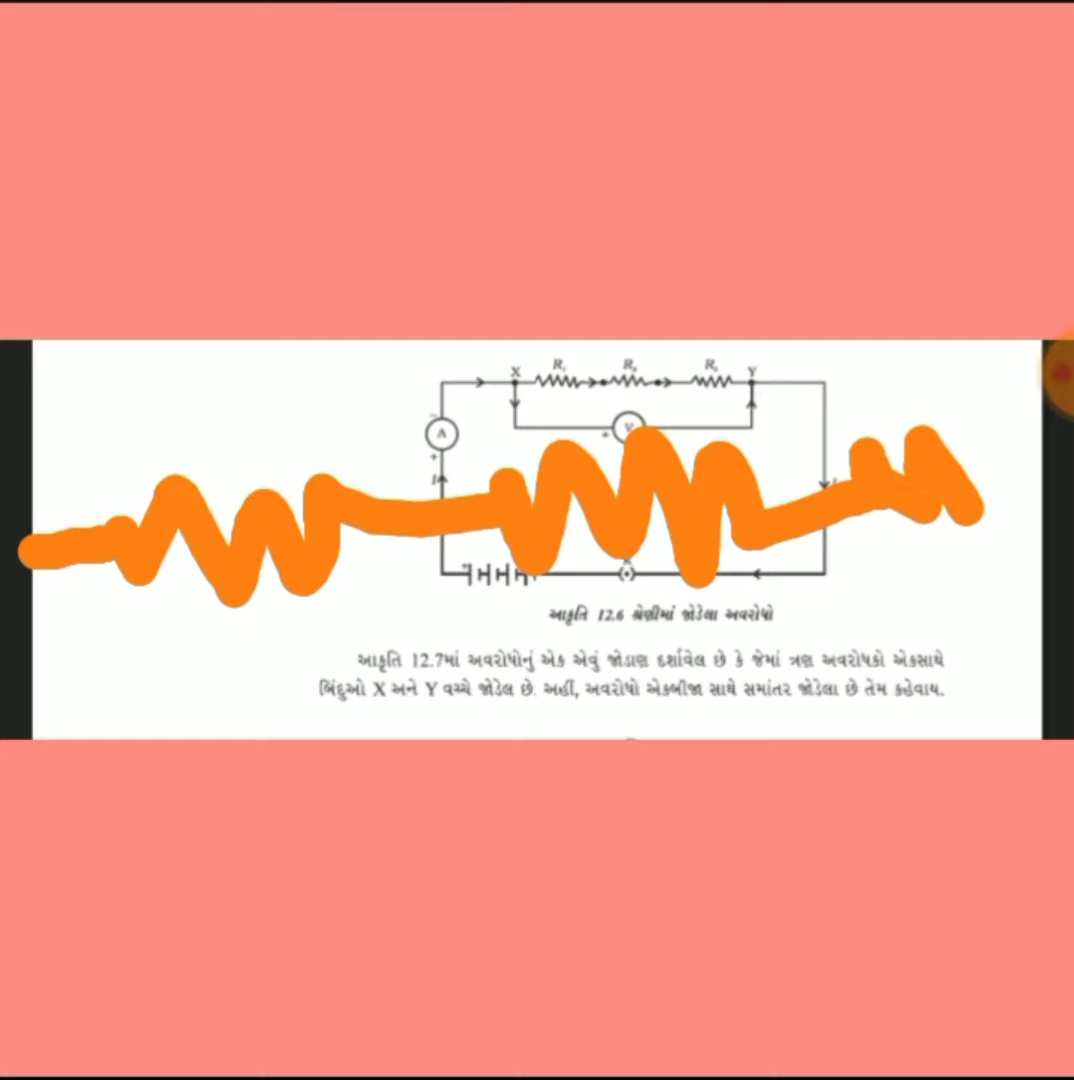 X R₁ R₂ R₃ Y
A V
+
I
આકૃતિ 12.6 શ્રેણીમાં જોડેલા અવરોધો
આકૃતિ 12.7માં અવરોધોનું એક એવું જોડાણ દર્શાવેલ છે કે જેમાં ત્રણ અવરોધકો એકસાથે
બિંદુઓ X અને Y વચ્ચે જોડેલ છે. અહીં, અવરોધો એકબીજા સાથે સમાંતર જોડેલા છે તેમ કહેવાય.